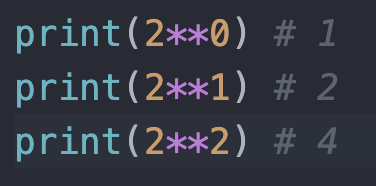 print(2**0) # 1
print(2**1) # 2
print(2**2) # 4